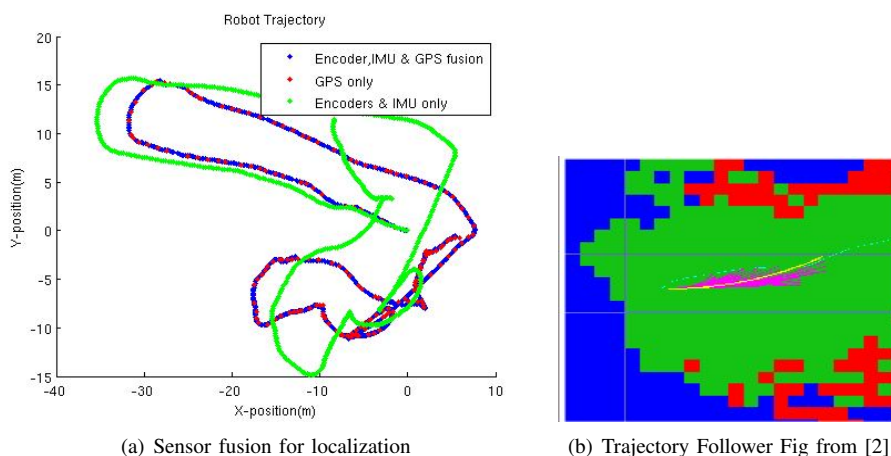 Robot Trajectory
Encoder,IMU & GPS fusion
GPS only
Encoders & IMU only
20
15
10
5
0
-5
-10
-15
Y-position(m)
-40
-30
-20
-10
0
10
X-position(m)
(a) Sensor fusion for localization
(b) Trajectory Follower Fig from [2]